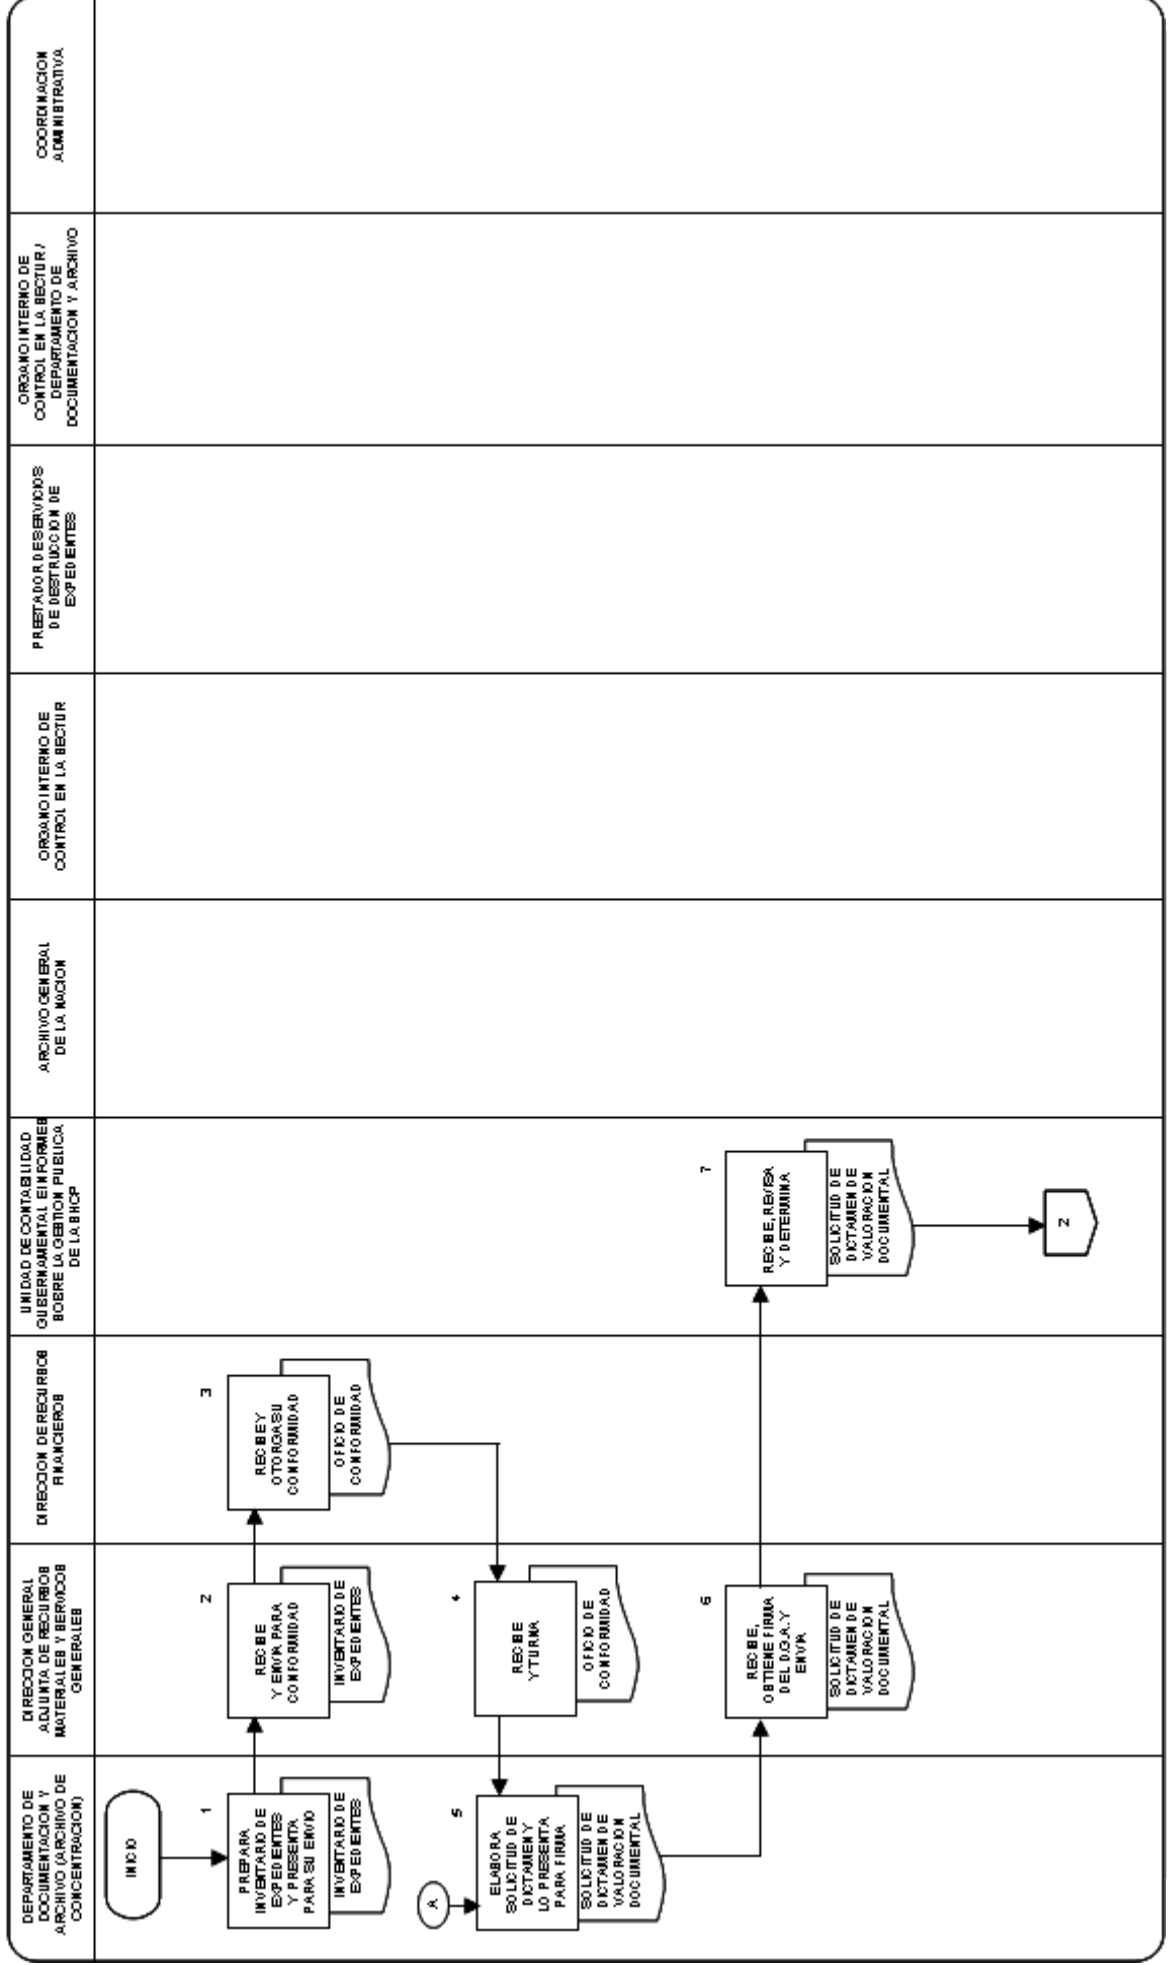 DEPARTAMENTO DE
DOCUMENTACION Y
ARCHIVO (ARCHIVO DE
CONCENTRACION)
DIRECCION GENERAL
ADJUNTA DE RECURSOS
MATERIALES Y SERVICIOS
GENERALES
DIRECCION DE RECURSOS
FINANCIEROS
UNIDAD DE CONTABILIDAD
GUBERNAMENTAL E INFORMES
SOBRE LA GESTION PUBLICA
DE LA SHCP
ARCHIVO GENERAL
DE LA NACION
ORGANO INTERNO DE
CONTROL EN LA SECTUR
PRESTADOR DE SERVICIOS
DE DESTRUCCION DE
EXPEDIENTES
ORGANO INTERNO DE
CONTROL EN LA SECTUR /
DEPARTAMENTO DE
DOCUMENTACION Y ARCHIVO
COORDINACION
ADMINISTRATIVA
INICIO
1
PREPARA
INVENTARIO DE
EXPEDIENTES
Y PRESENTA
PARA SU ENVIO
INVENTARIO DE
EXPEDIENTES
2
RECIBE
Y ENVIA PARA
CONFORMIDAD
INVENTARIO DE
EXPEDIENTES
3
RECIBE Y
OTORGA SU
CONFORMIDAD
OFICIO DE
CONFORMIDAD
4
RECIBE
Y TURNA
OFICIO DE
CONFORMIDAD
A
5
ELABORA
SOLICITUD DE
DICTAMEN Y
LO PRESENTA
PARA FIRMA
SOLICITUD DE
DICTAMEN DE
VALORACION
DOCUMENTAL
6
RECIBE,
OBTIENE FIRMA
DEL D.G.A. Y
ENVIA
SOLICITUD DE
DICTAMEN DE
VALORACION
DOCUMENTAL
7
RECIBE, REVISA
Y DETERMINA
SOLICITUD DE
DICTAMEN DE
VALORACION
DOCUMENTAL
2